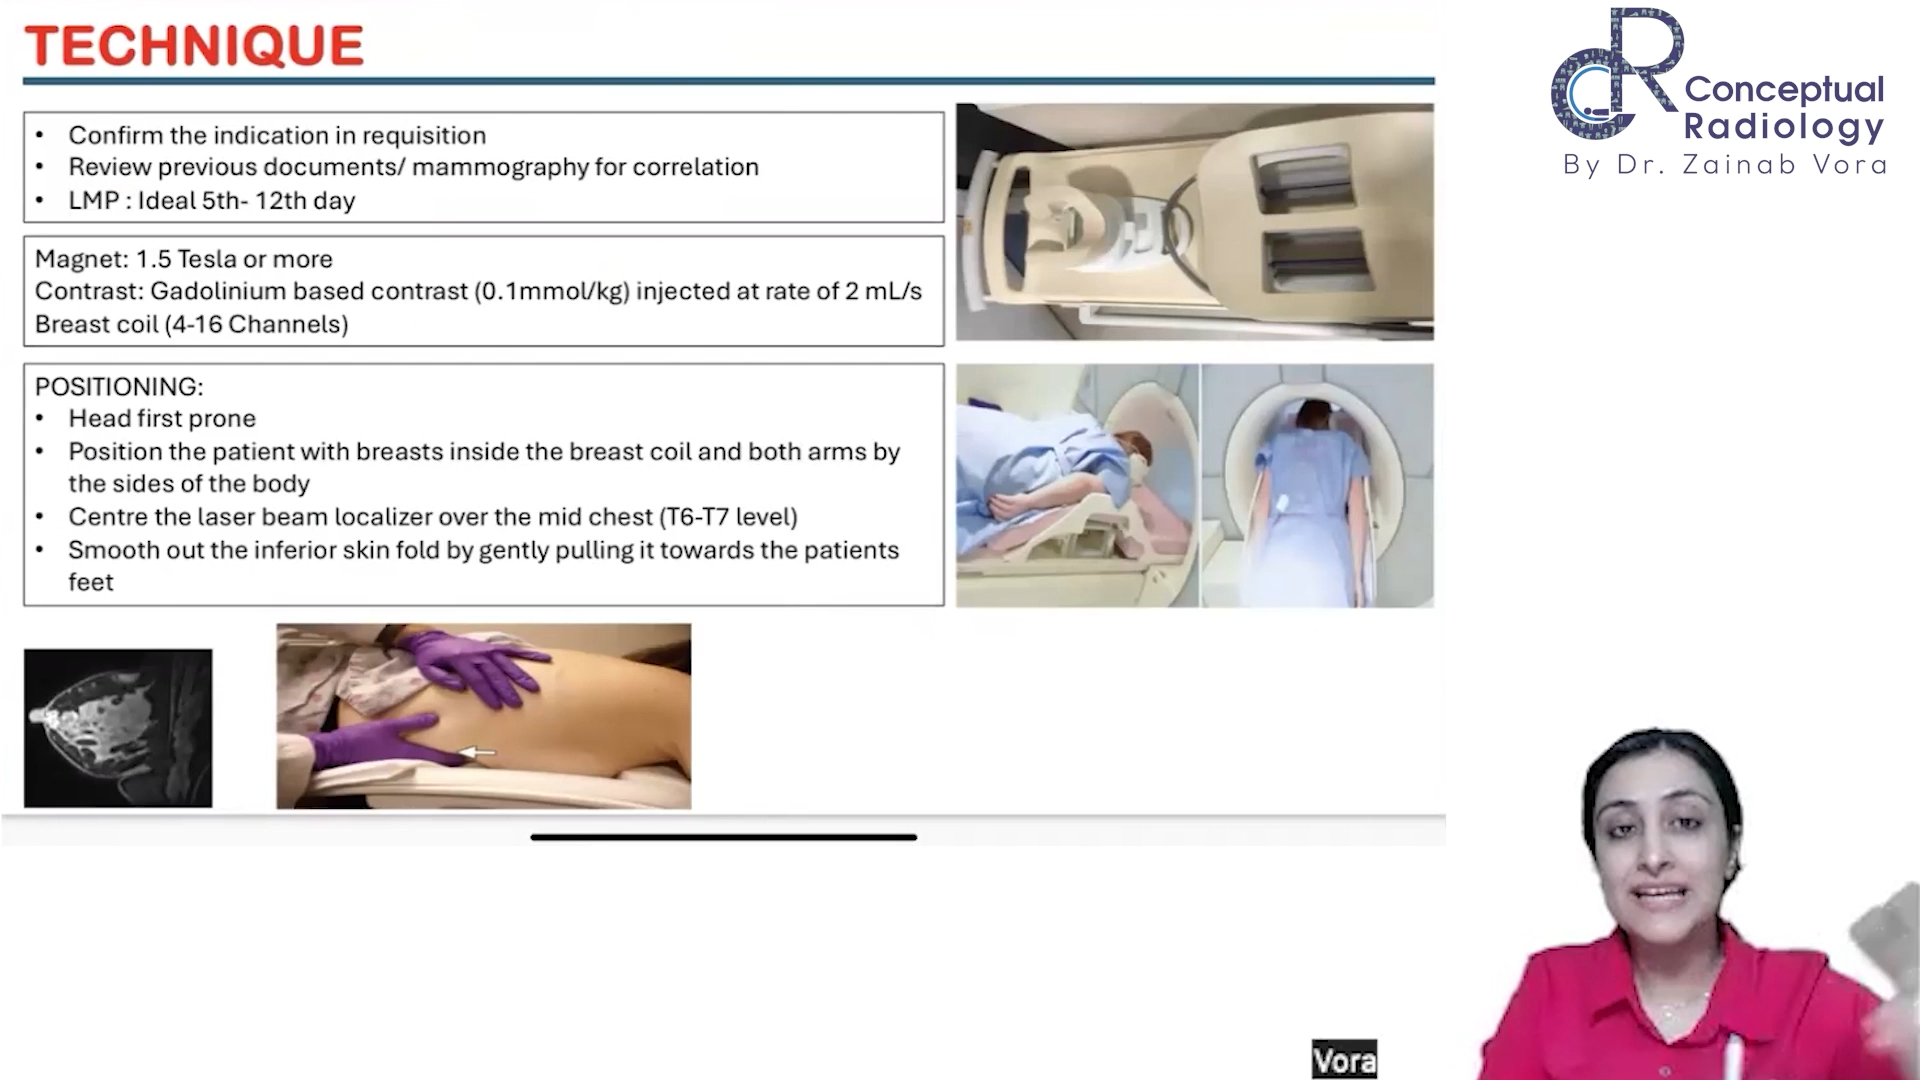 TECHNIQUE
• Confirm the indication in requisition
• Review previous documents/ mammography for correlation
• LMP : Ideal 5th- 12th day
Magnet: 1.5 Tesla or more
Contrast: Gadolinium based contrast (0.1mmol/kg) injected at rate of 2 mL/s
Breast coil (4-16 Channels)
POSITIONING:
• Head first prone
• Position the patient with breasts inside the breast coil and both arms by
the sides of the body
• Centre the laser beam localizer over the mid chest (T6-T7 level)
• Smooth out the inferior skin fold by gently pulling it towards the patients
feet
CR
Conceptual
Radiology
By Dr. Zainab Vora
Vora